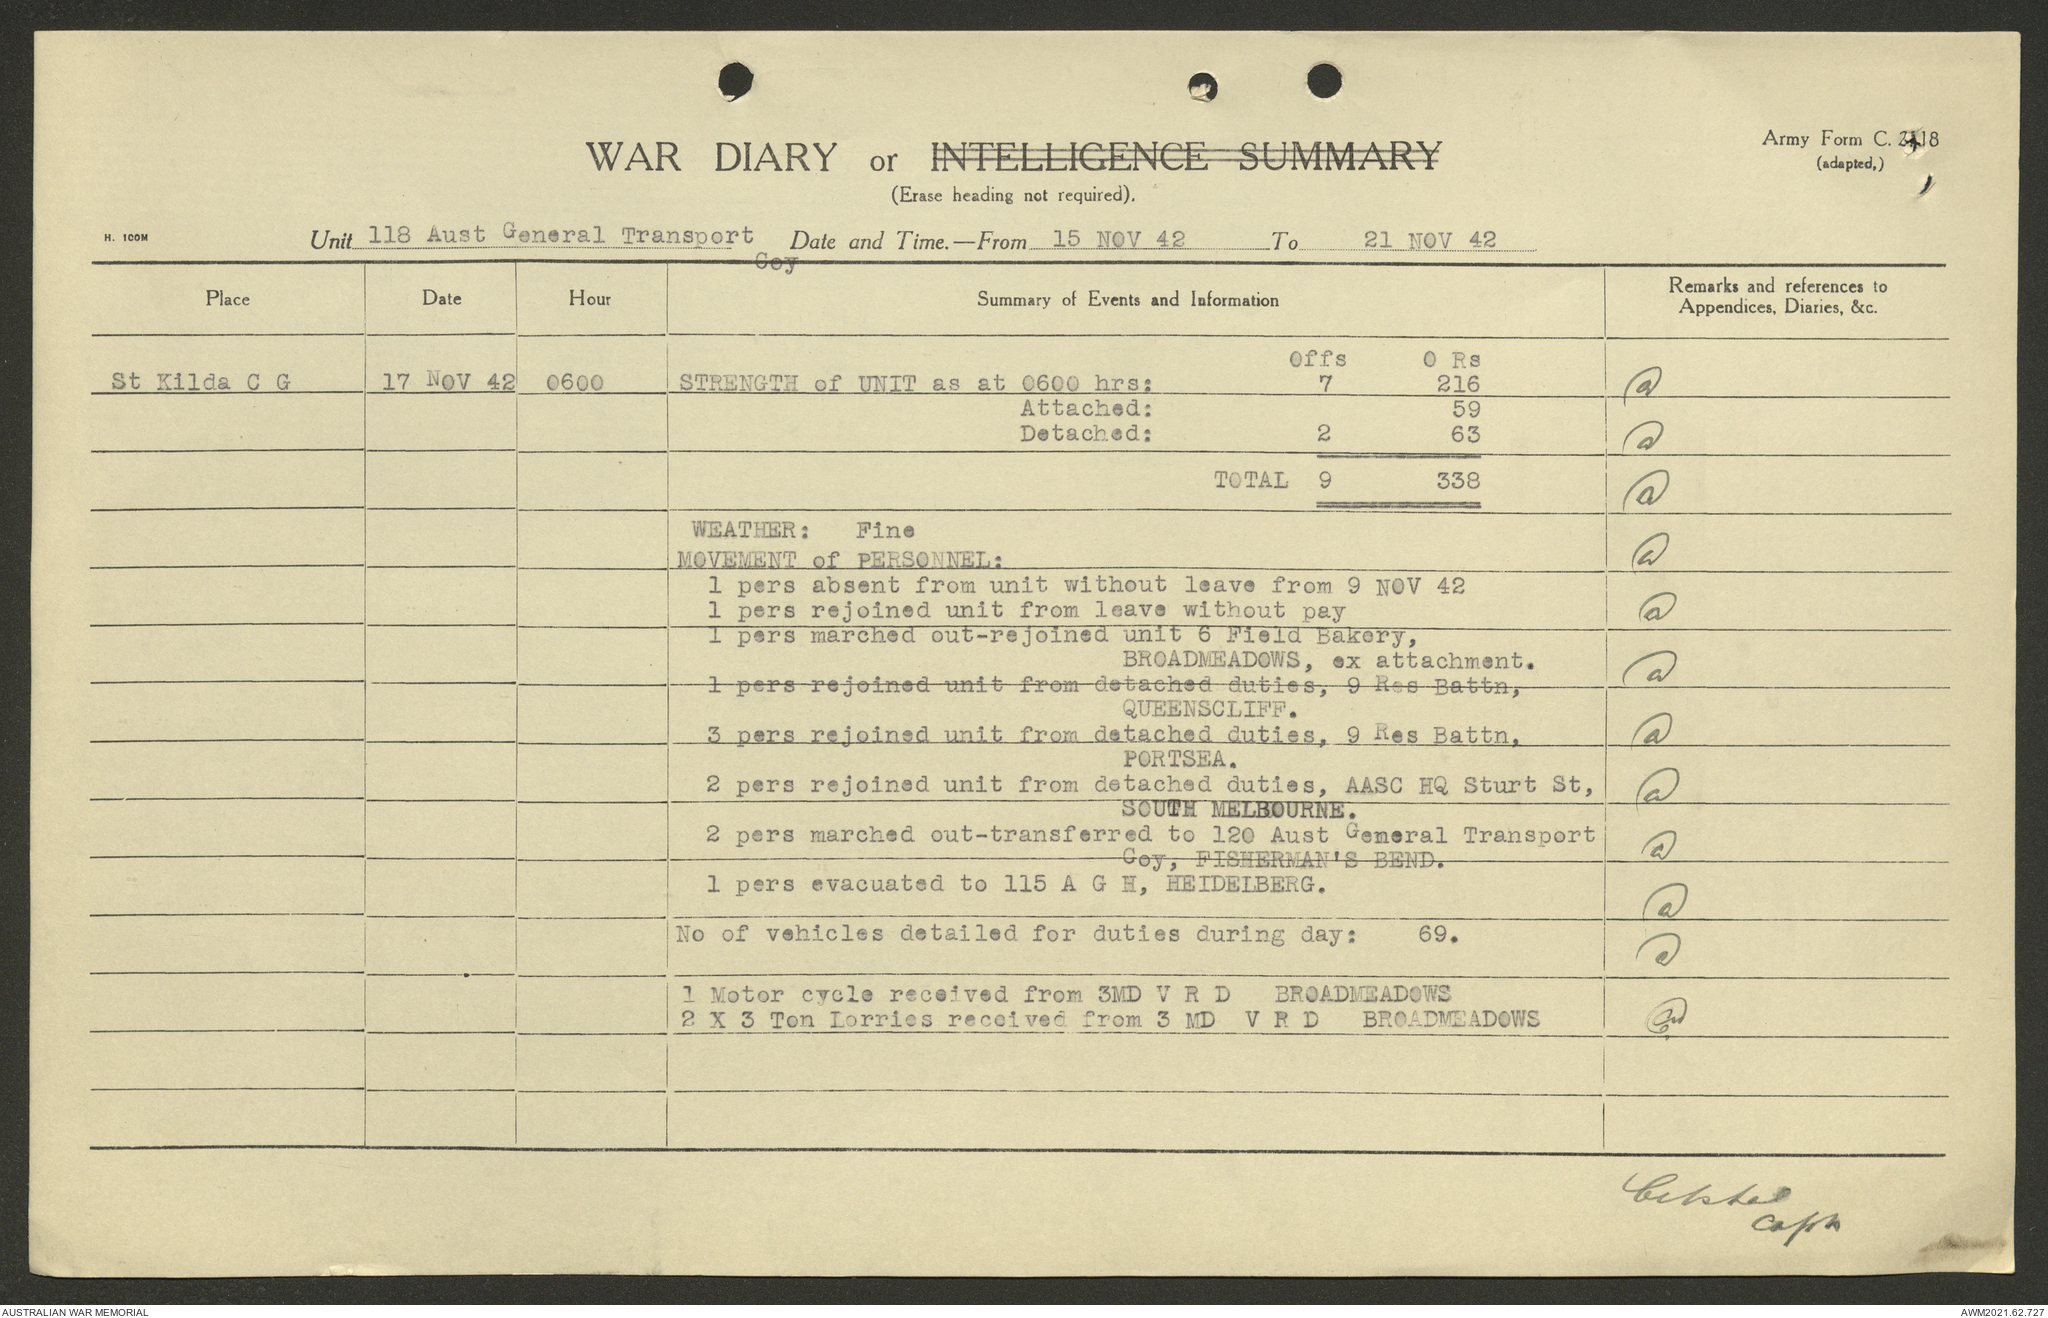 Army Form C. 2118
WAR DIARY or INTELLIGENCE SUMMARY
(adapted,)
(Erase heading not required).
H. 100M
Unit 118 Aust General Transport Coy Date and Time.—From 15 NOV 42 To 21 NOV 42
Place Date Hour Summary of Events and Information Remarks and references to Appendices, Diaries, &c.
Offs O Rs
St Kilda C G 17 NOV 42 0600 STRENGTH of UNIT as at 0600 hrs: 7 216
Attached: 59
Detached: 2 63
TOTAL 9 338
WEATHER: Fine
MOVEMENT of PERSONNEL:
1 pers absent from unit without leave from 9 NOV 42
1 pers rejoined unit from leave without pay
1 pers marched out-rejoined unit 6 Field Bakery,
BROADMEADOWS, ex attachment.
1 pers rejoined unit from detached duties, 9 Res Battn,
QUEENSCLIFF.
3 pers rejoined unit from detached duties, 9 Res Battn,
PORTSEA.
2 pers rejoined unit from detached duties, AASC HQ Sturt St,
SOUTH MELBOURNE.
2 pers marched out-transferred to 120 Aust General Transport
Coy, FISHERMAN'S BEND.
1 pers evacuated to 115 A G H, HEIDELBERG.
No of vehicles detailed for duties during day: 69.
1 Motor cycle received from 3MD V R D BROADMEADOWS
2 X 3 Ton Lorries received from 3 MD V R D BROADMEADOWS
Capt
AUSTRALIAN WAR MEMORIAL
AWM2021.62.727